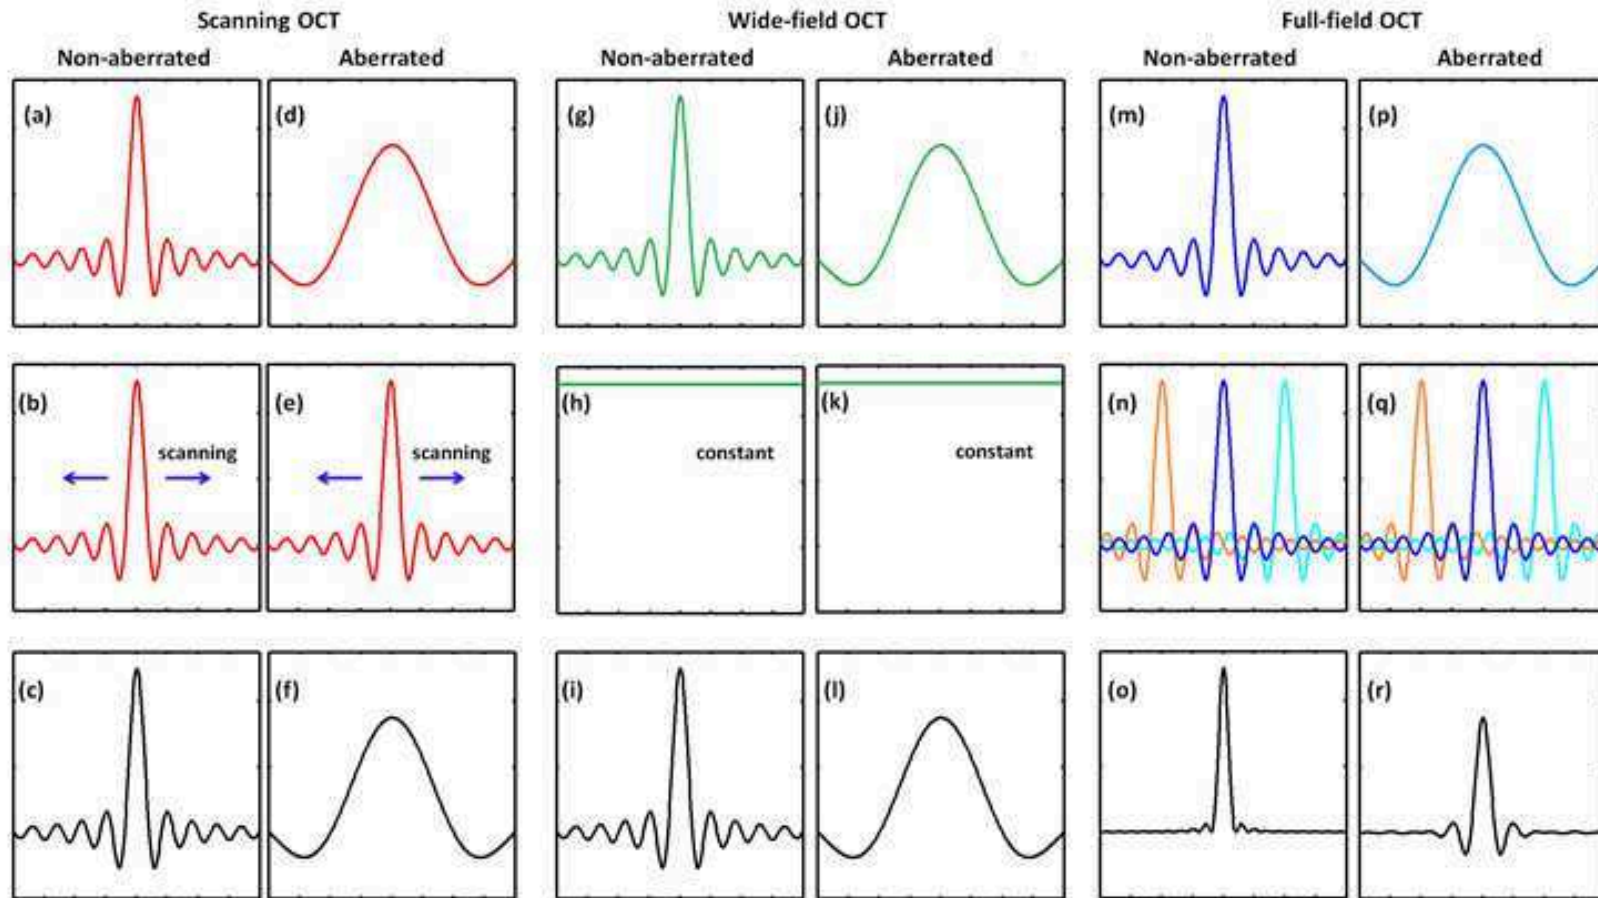 Scanning OCT Wide-field OCT Full-field OCT
Non-aberrated Aberrated Non-aberrated Aberrated Non-aberrated Aberrated
(a) (d) (g) (j) (m) (p)
(b) (e) (h) (k) (n) (q)
scanning scanning constant constant
(c) (f) (i) (l) (o) (r)